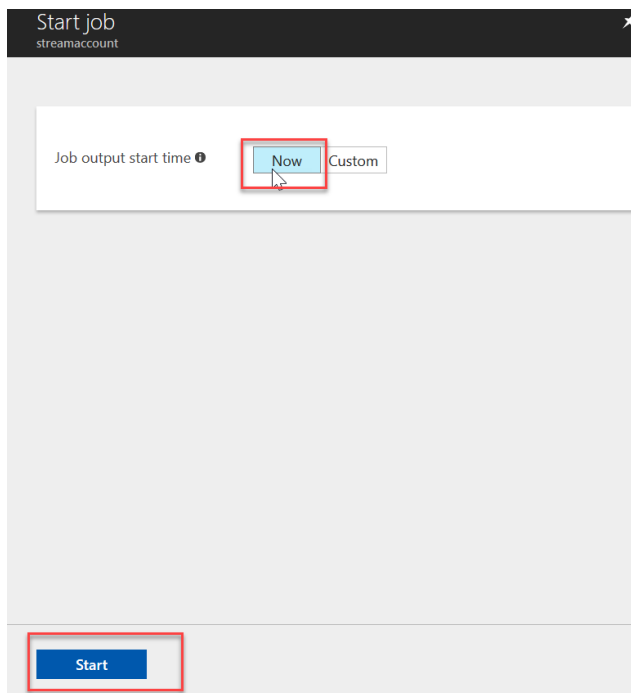 Start job
streamaccount
Job output start time
Now
Custom
Start